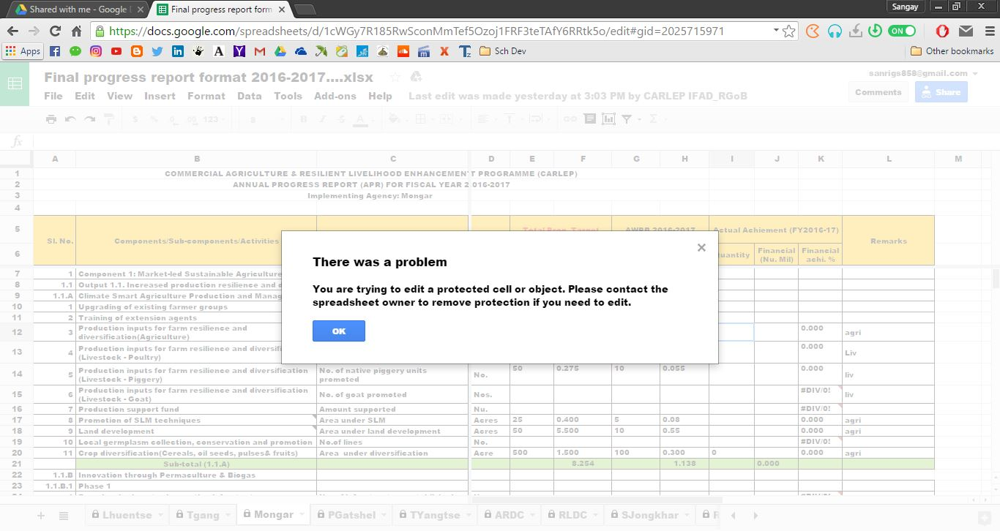 Shared with me - Google D
Final progress report form
Sangay
https://docs.google.com/spreadsheets/d/1cWGy7R185RwSconMmTef5Ozoj1FRF3teTAfY6RRtk5o/edit#gid=2025715971
ON
Apps
Sch Dev
Other bookmarks
Final progress report format 2016-2017....xlsx
sanrigs858@gmail.com
File Edit View Insert Format Data Tools Add-ons Help Last edit was made yesterday at 3:03 PM by CARLEP IFAD_RGoB
Comments Share
$ % .0 .00 123 8 B I S A
fx
A B C D E F G H I J K L M
1 COMMERCIAL AGRICULTURE & RESILIENT LIVELIHOOD ENHANCEMENT PROGRAMME (CARLEP)
2 ANNUAL PROGRESS REPORT (APR) FOR FISCAL YEAR 2016-2017
3 Implementing Agency: Mongar
4
5 Total Prog. Target AWPB 2016-2017 Actual Achiement (FY2016-17)
Sl. No. Components/Sub-components/Activities Remarks
6 uantity Financial (Nu. Mil) Financial achi. %
7 1 Component 1: Market-led Sustainable Agriculture
8 1.1 Output 1.1. Increased production resilience and d
9 1.1.A Climate Smart Agriculture Production and Manag
10 1 Upgrading of existing farmer groups
11 2 Training of extension agents
12 3 Production inputs for farm resilience and 0.000
diversification(Agriculture) agri
13 4 Production inputs for farm resilience and diversifi 0.000
(Livestock - Poultry) Liv
14 5 Production inputs for farm resilience and diversification No. of native piggery units 50 0.275 10 0.055 0.000
(Livestock - Piggery) promoted No. liv
15 6 Production inputs for farm resilience and diversification #DIV/0!
(Livestock - Goat) No. of goat promoted Nos. liv
16 7 Production support fund Amount supported Nu. #DIV/0!
17 8 Promotion of SLM techniques Area under SLM Acres 25 0.400 5 0.08 0.000 agri
18 9 Land development Area under land development Acres 50 5.500 10 0.55 0.000 agri
19 10 Local germplasm collection, conservation and promotion No.of lines No. #DIV/0!
20 11 Crop diversification(Cereals, oil seeds, pulses& fruits) Area under diversification Acre 500 1.500 100 0.300 0 0.000 agri
21 Sub-total (1.1.A) 8.254 1.138 0.000
22 1.1.B Innovation through Permaculture & Biogas
23 1.1.B.1 Phase 1
There was a problem
You are trying to edit a protected cell or object. Please contact the
spreadsheet owner to remove protection if you need to edit.
OK
Lhuentse Tgang Mongar PGatshel TYangtse ARDC RLDC SJongkhar R